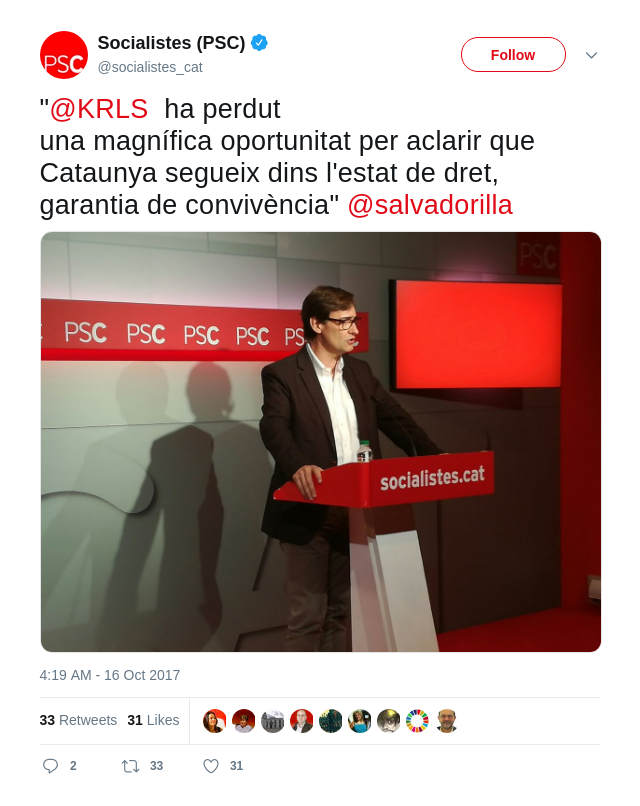 PSC
Socialistes (PSC)
@socialistes_cat
Follow
"@KRLS ha perdut
una magnífica oportunitat per aclarir que
Cataunya segueix dins l'estat de dret,
garantia de convivència" @salvadorilla
PSC
PSC PSC PSC PSC PS
socialistes.cat
4:19 AM - 16 Oct 2017
33 Retweets 31 Likes
2 33 31